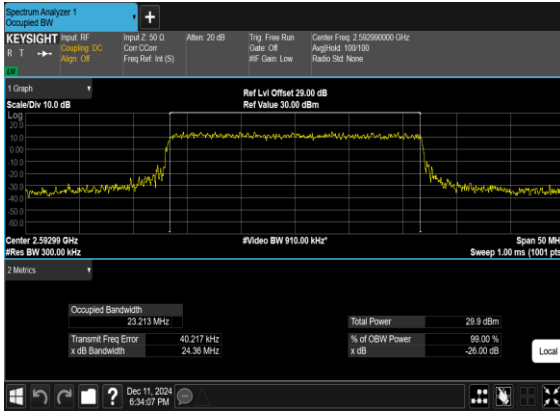 Spectrum Analyzer 1
Occupied BW
+
KEYSIGHT
R T
LV
Input: RF
Coupling: DC
Align: Off
Input Z: 50 Ω
Corr CCorr
Freq Ref: Int (S)
Atten: 20 dB
Trig: Free Run
Gate: Off
#IF Gain: Low
Center Freq: 2.592990000 GHz
Avg|Hold: 100/100
Radio Std: None
1 Graph
Scale/Div 10.0 dB
Ref Lvl Offset 29.00 dB
Ref Value 30.00 dBm
Log
20.0
10.0
0.00
-10.0
-20.0
-30.0
-40.0
-50.0
-60.0
Center 2.59299 GHz
#Res BW 300.00 kHz
#Video BW 910.00 kHz*
Span 50 MH
Sweep 1.00 ms (1001 pts
2 Metrics
Occupied Bandwidth
23.213 MHz
Transmit Freq Error 40.217 kHz
x dB Bandwidth 24.36 MHz
Total Power 29.9 dBm
% of OBW Power 99.00 %
x dB -26.00 dB
Local
?
Dec 11, 2024
6:34:07 PM